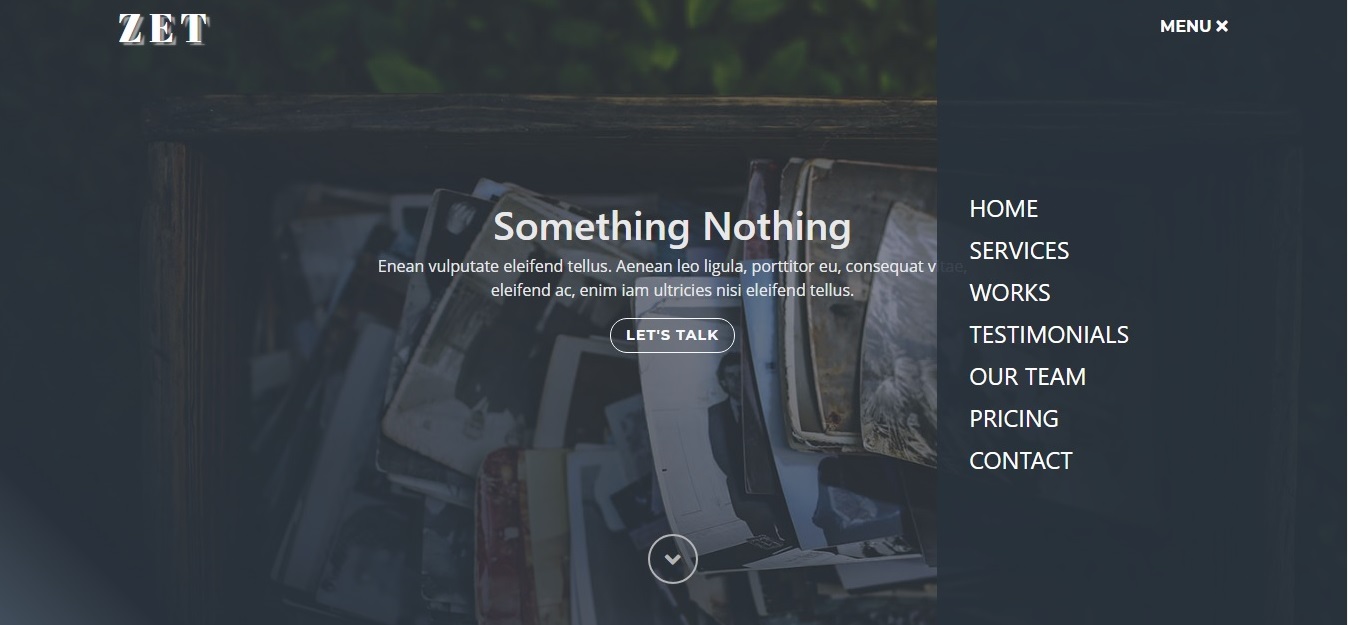 ZET
MENU ×
Something Nothing
Enean vulputate eleifend tellus. Aenean leo ligula, porttitor eu, consequat vitae,
eleifend ac, enim iam ultricies nisi eleifend tellus.
LET'S TALK
HOME
SERVICES
WORKS
TESTIMONIALS
OUR TEAM
PRICING
CONTACT